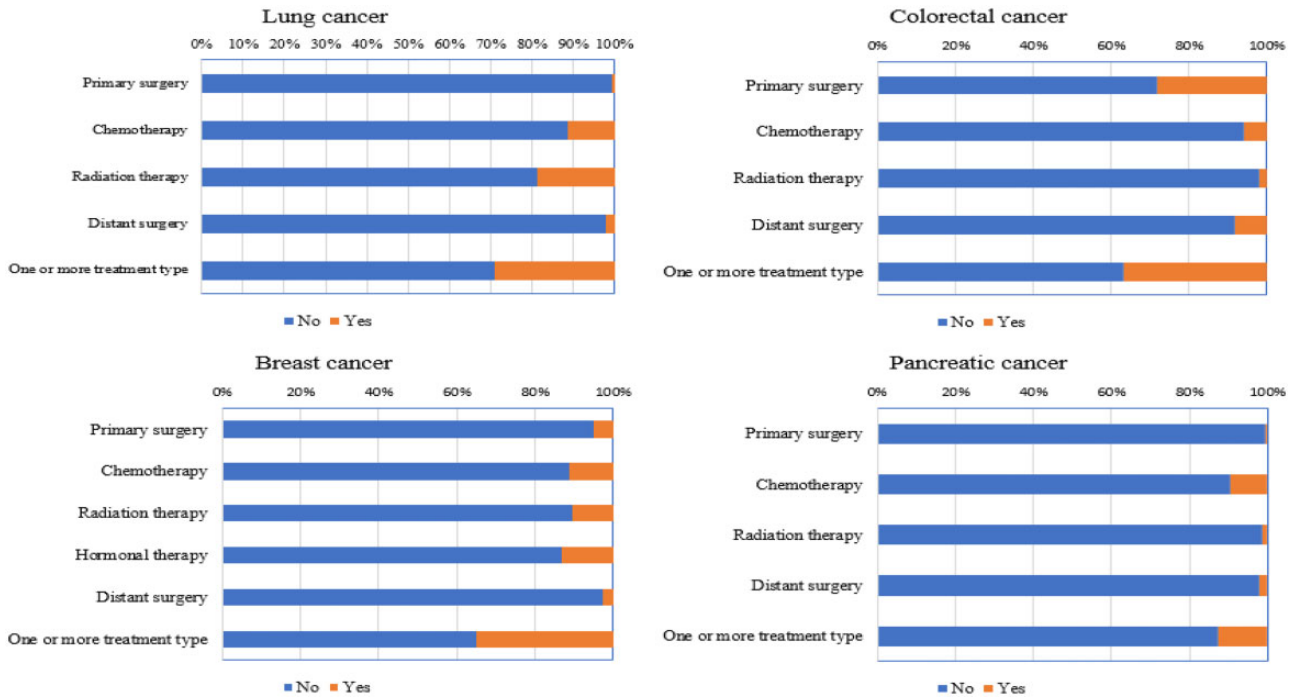 Lung cancer
0% 10% 20% 30% 40% 50% 60% 70% 80% 90% 100%
Primary surgery
Chemotherapy
Radiation therapy
Distant surgery
One or more treatment type
No Yes
Colorectal cancer
0% 20% 40% 60% 80% 100%
Primary surgery
Chemotherapy
Radiation therapy
Distant surgery
One or more treatment type
No Yes
Breast cancer
0% 20% 40% 60% 80% 100%
Primary surgery
Chemotherapy
Radiation therapy
Hormonal therapy
Distant surgery
One or more treatment type
No Yes
Pancreatic cancer
0% 20% 40% 60% 80% 100%
Primary surgery
Chemotherapy
Radiation therapy
Distant surgery
One or more treatment type
No Yes